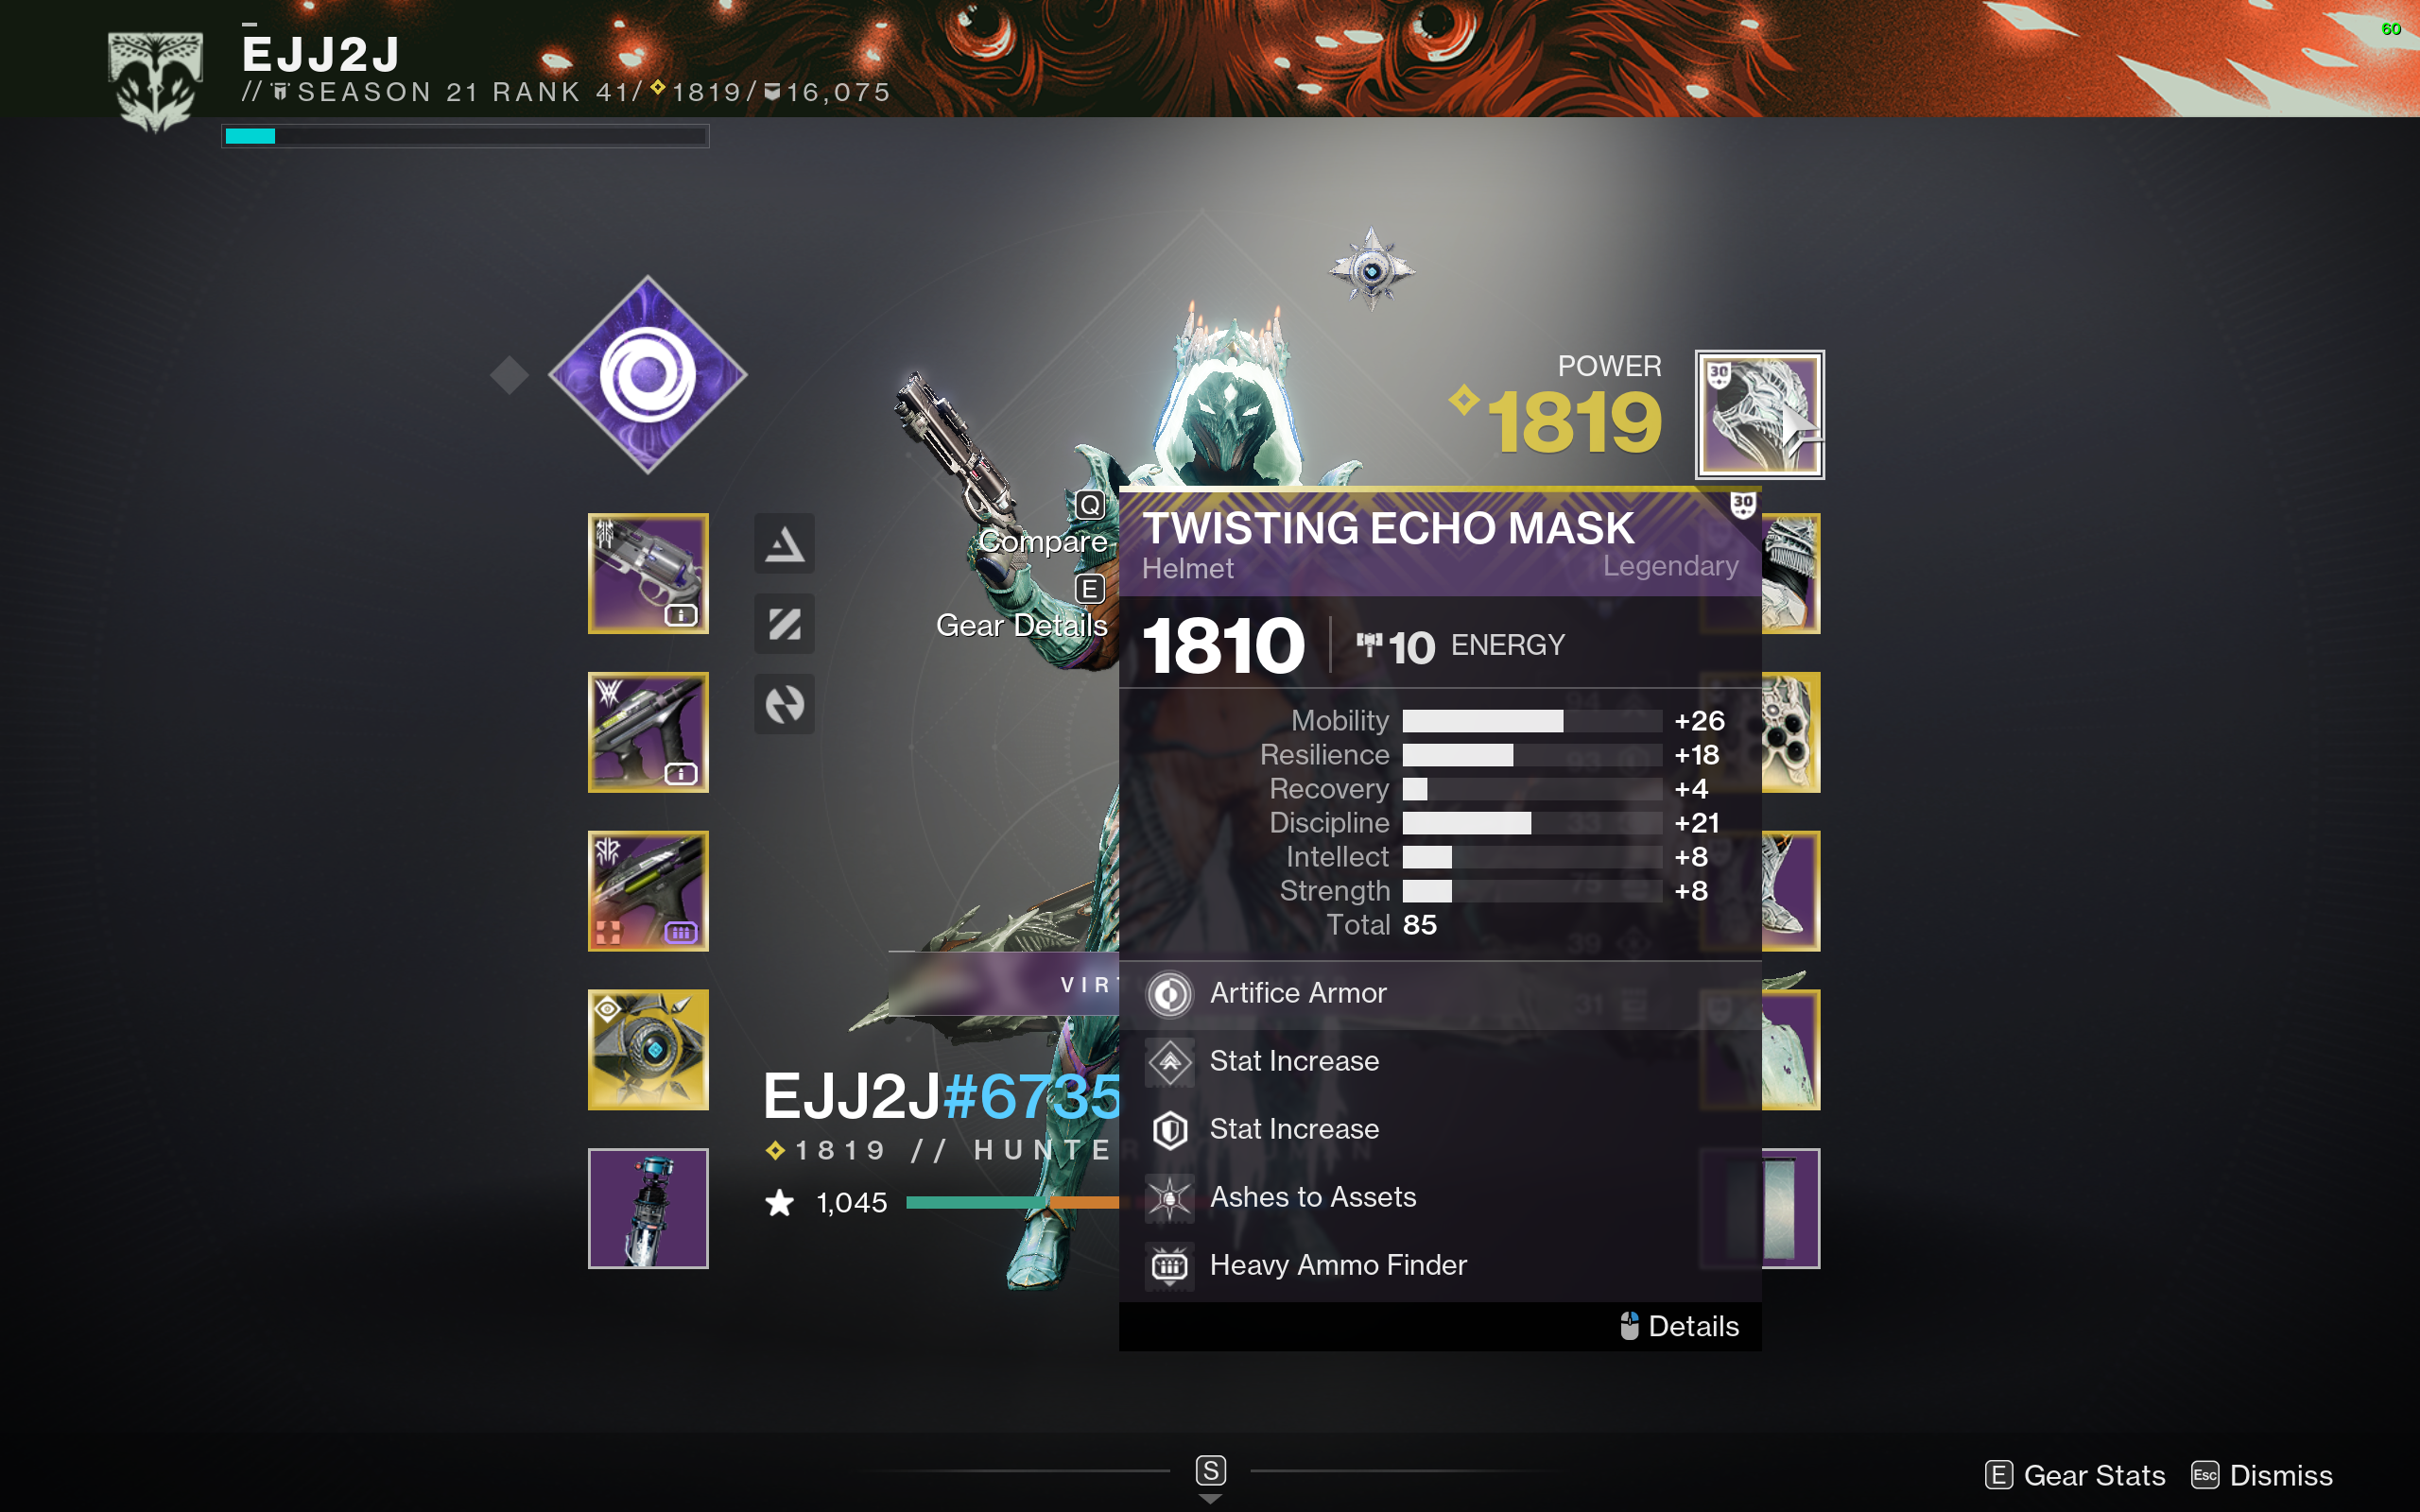 EJJ2J
// SEASON 21 RANK 41/ 1819/ 16,075
60
POWER
1819
30
Q
Compare
E
Gear Details
TWISTING ECHO MASK
30
Helmet
Legendary
1810
10 ENERGY
Mobility +26
Resilience +18
Recovery +4
Discipline +21
Intellect +8
Strength +8
Total 85
Artifice Armor
Stat Increase
Stat Increase
Ashes to Assets
Heavy Ammo Finder
Details
VIRT
EJJ2J#6735
1819 // HUNTE
1,045
S
E Gear Stats
Esc Dismiss